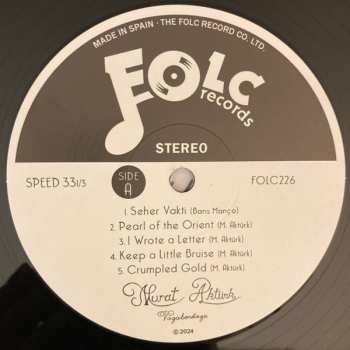 MADE IN SPAIN · THE FOLC RECORD CO. LTD.
FOLC
records
STEREO
SPEED 33 1/3
SIDE
A
FOLC226
1. Seher Vakti (Barış Manço)
2. Pearl of the Orient (M. Aktürk)
3. I Wrote a Letter (M. Aktürk)
4. Keep a Little Bruise (M. Aktürk)
5. Crumpled Gold (M. Aktürk)
Murat Aktürk
Vagabondage
©2024